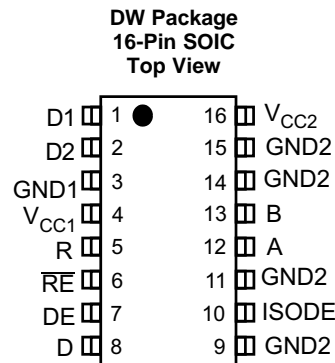 DW Package
16-Pin SOIC
Top View
D1 1 16 VCC2
D2 2 15 GND2
GND1 3 14 GND2
VCC1 4 13 B
R 5 12 A
RE 6 11 GND2
DE 7 10 ISODE
D 8 9 GND2